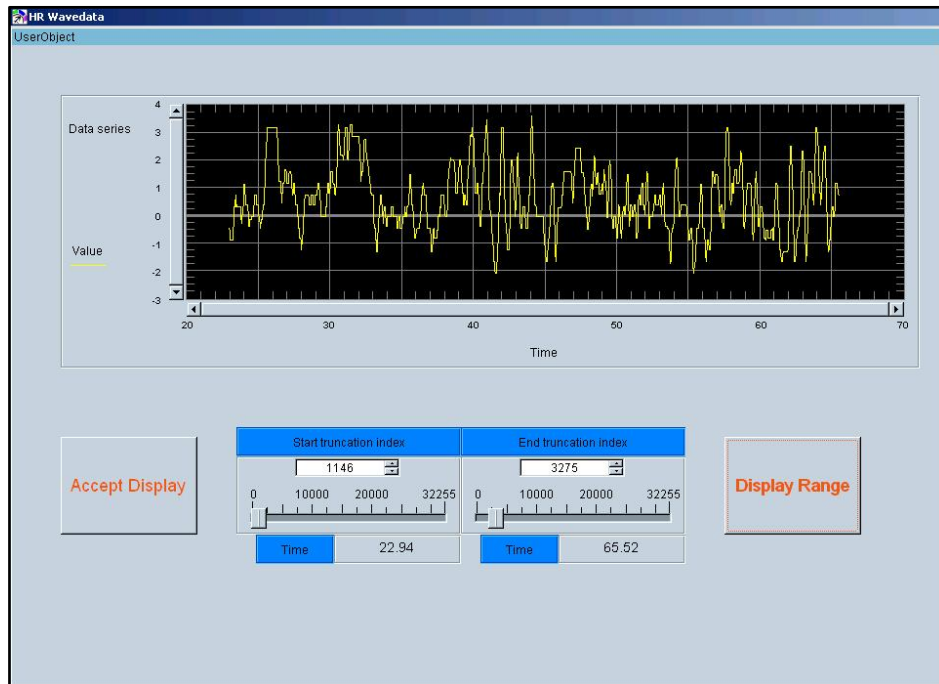 HR Wavedata
UserObject
Data series
Value
4
3
2
1
0
-1
-2
-3
20 30 40 50 60 70
Time
Accept Display
Start truncation index End truncation index
1146 3275
0 10000 20000 32255 0 10000 20000 32255
Time 22.94 Time 65.52
Display Range